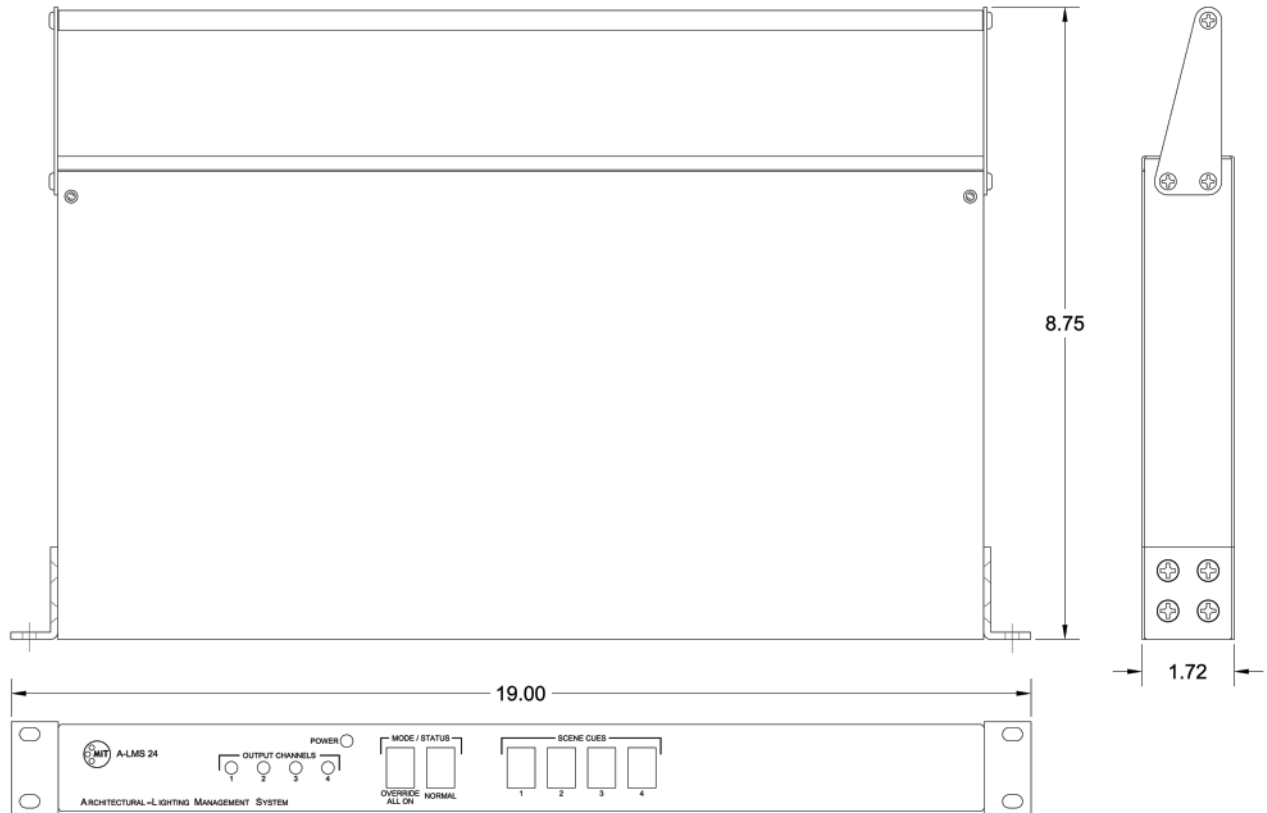 8.75
1.72
19.00
MIT
A-LMS 24
POWER
OUTPUT CHANNELS
1 2 3 4
MODE / STATUS
OVERRIDE
ALL ON
NORMAL
SCENE CUES
1 2 3 4
ARCHITECTURAL-LIGHTING MANAGEMENT SYSTEM